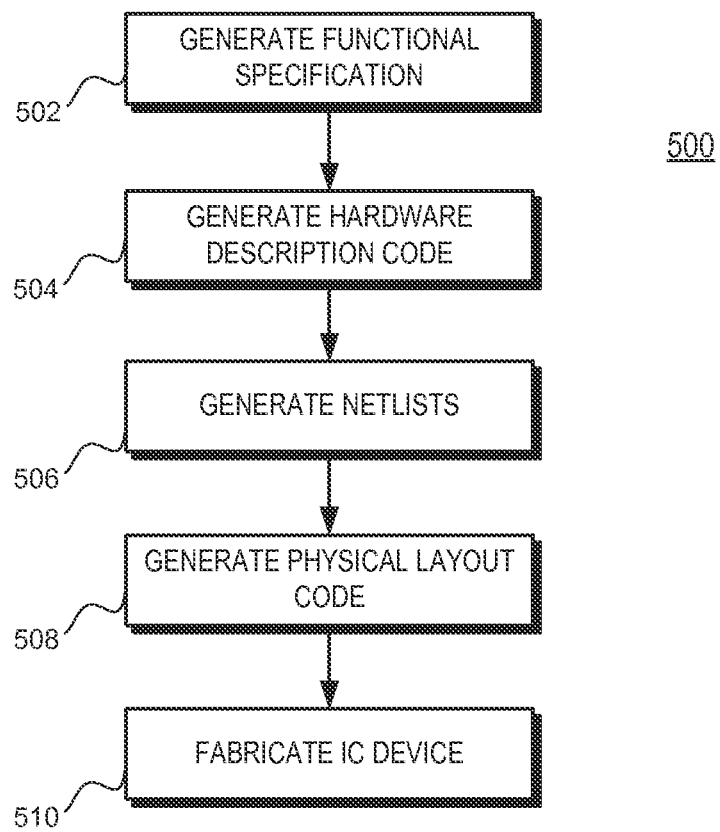 GENERATE FUNCTIONAL
SPECIFICATION
502
500
GENERATE HARDWARE
DESCRIPTION CODE
504
GENERATE NETLISTS
506
GENERATE PHYSICAL LAYOUT
CODE
508
FABRICATE IC DEVICE
510